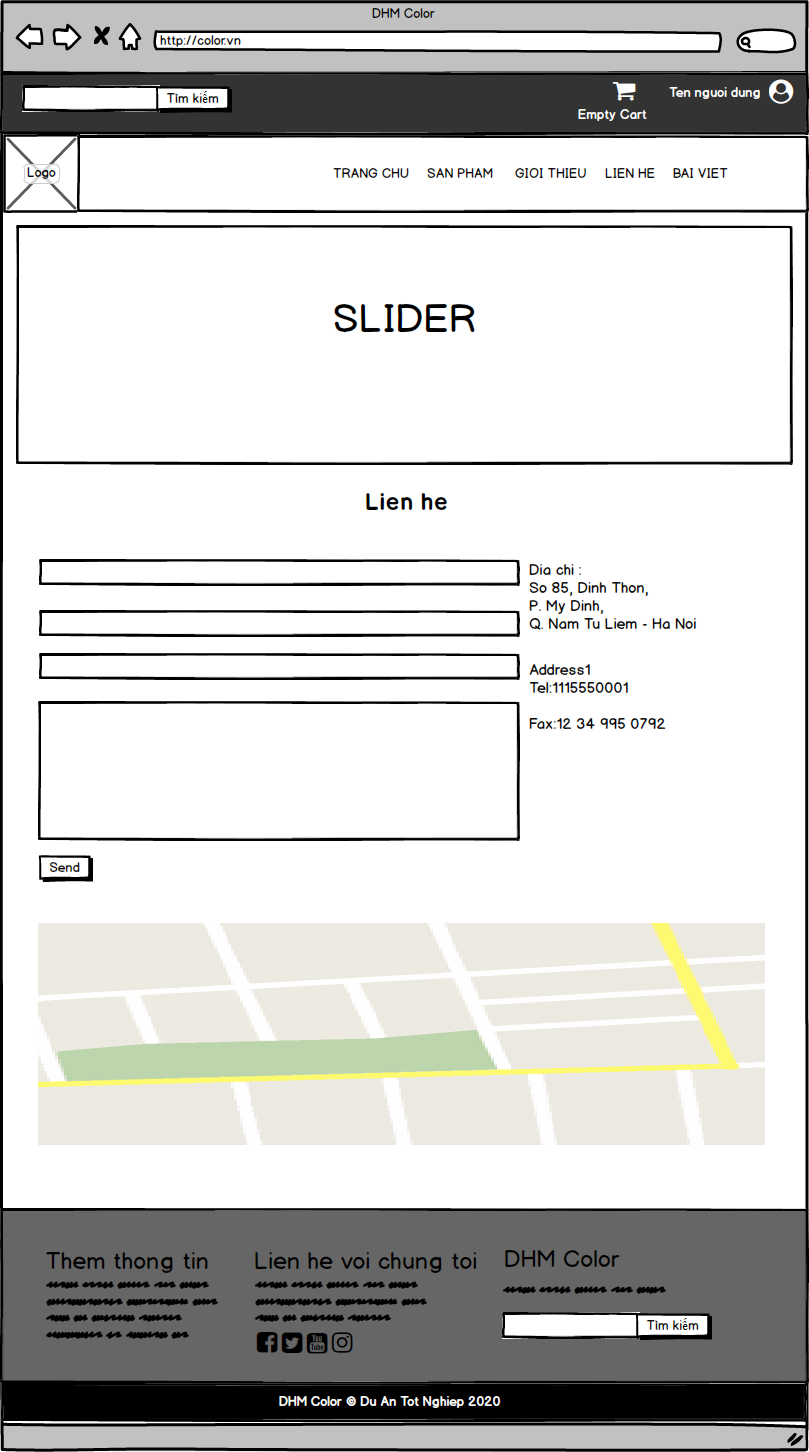 DHM Color
http://color.vn
Tìm kiếm
Empty Cart
Ten nguoi dung
Logo
TRANG CHU SAN PHAM GIOI THIEU LIEN HE BAI VIET
SLIDER
Lien he
Dia chi :
So 85, Dinh Thon,
P. My Dinh,
Q. Nam Tu Liem - Ha Noi
Address1
Tel:1115550001
Fax:12 34 995 0792
Send
Them thong tin
Lien he voi chung toi
You
Tube
DHM Color
Tìm kiếm
DHM Color © Du An Tot Nghiep 2020